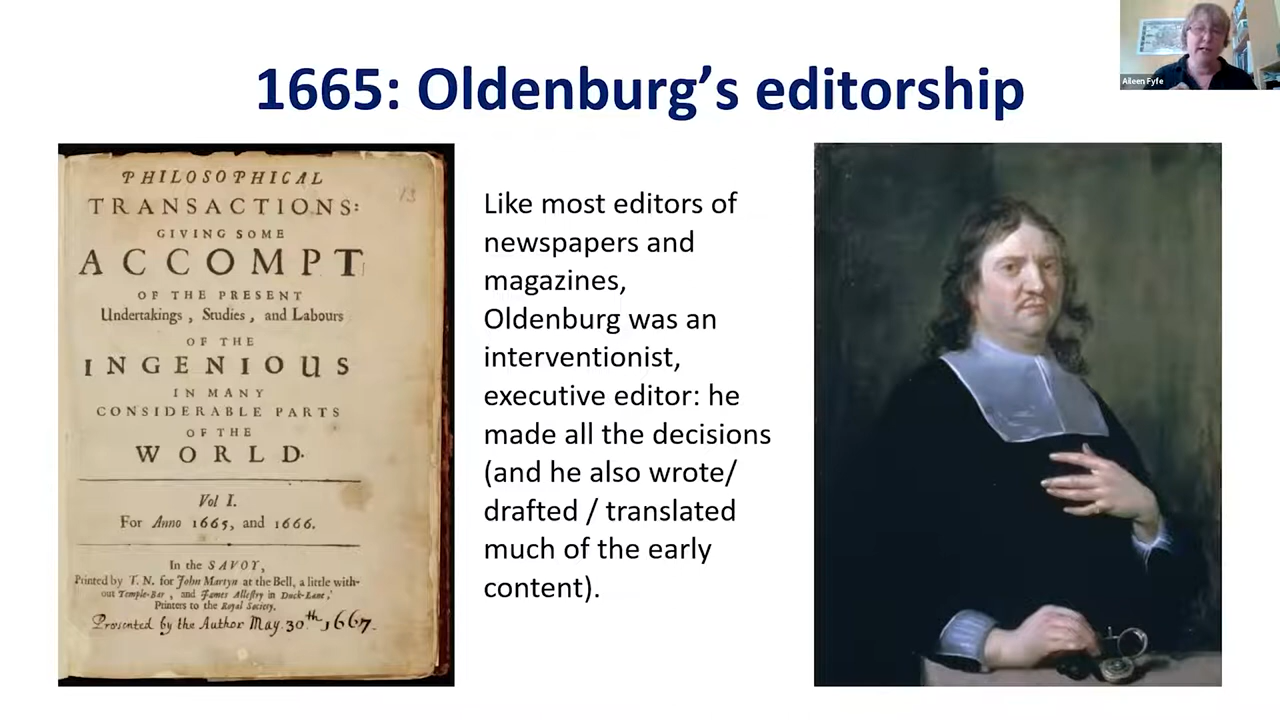 1665: Oldenburg’s editorship
Aileen Fyfe
PHILOSOPHICAL
TRANSACTIONS:
GIVING SOME
ACCOMPT
OF THE PRESENT
Undertakings, Studies, and Labours
OF THE
INGENIOUS
IN MANY
CONSIDERABLE PARTS
OF THE
WORLD.
Vol I.
For Anno 1665, and 1666.
In the SAVOY,
Printed by T. N. for John Martyn at the Bell, a little with-
out Temple-Bar, and James Allestry in Duck-Lane,
Printers to the Royal Society.
Presented by the Author May. 30th 1667.
13
Like most editors of
newspapers and
magazines,
Oldenburg was an
interventionist,
executive editor: he
made all the decisions
(and he also wrote/
drafted / translated
much of the early
content).